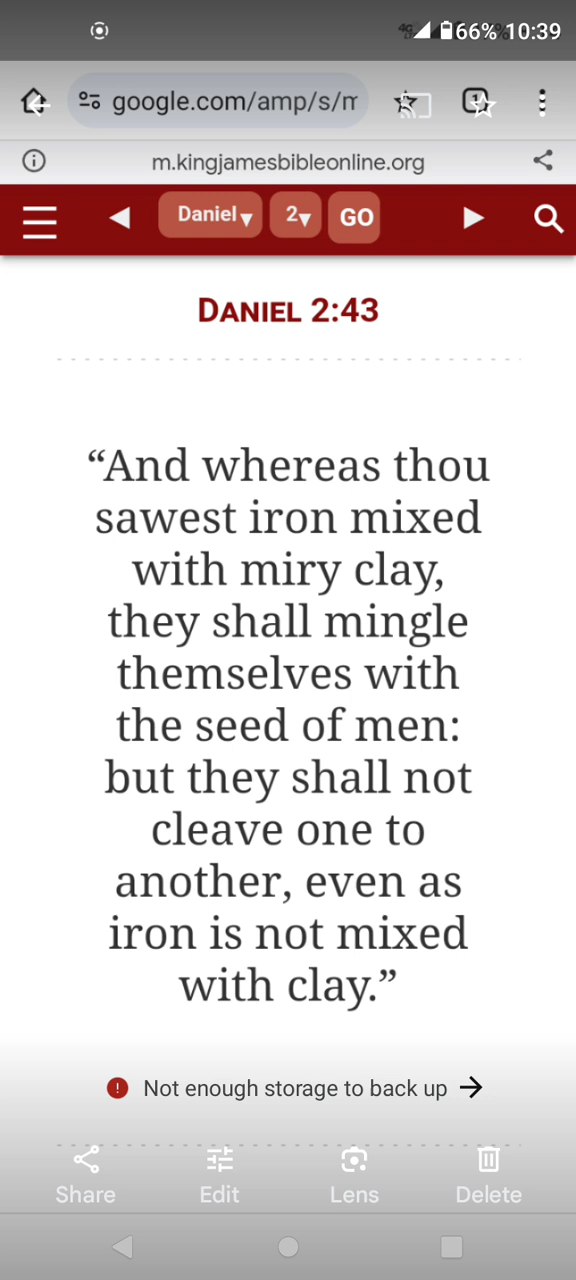 66% 10:39
google.com/amp/s/m
m.kingjamesbibleonline.org
Daniel 2 GO
DANIEL 2:43
“And whereas thou
sawest iron mixed
with miry clay,
they shall mingle
themselves with
the seed of men:
but they shall not
cleave one to
another, even as
iron is not mixed
with clay.”
Not enough storage to back up
Share Edit Lens Delete